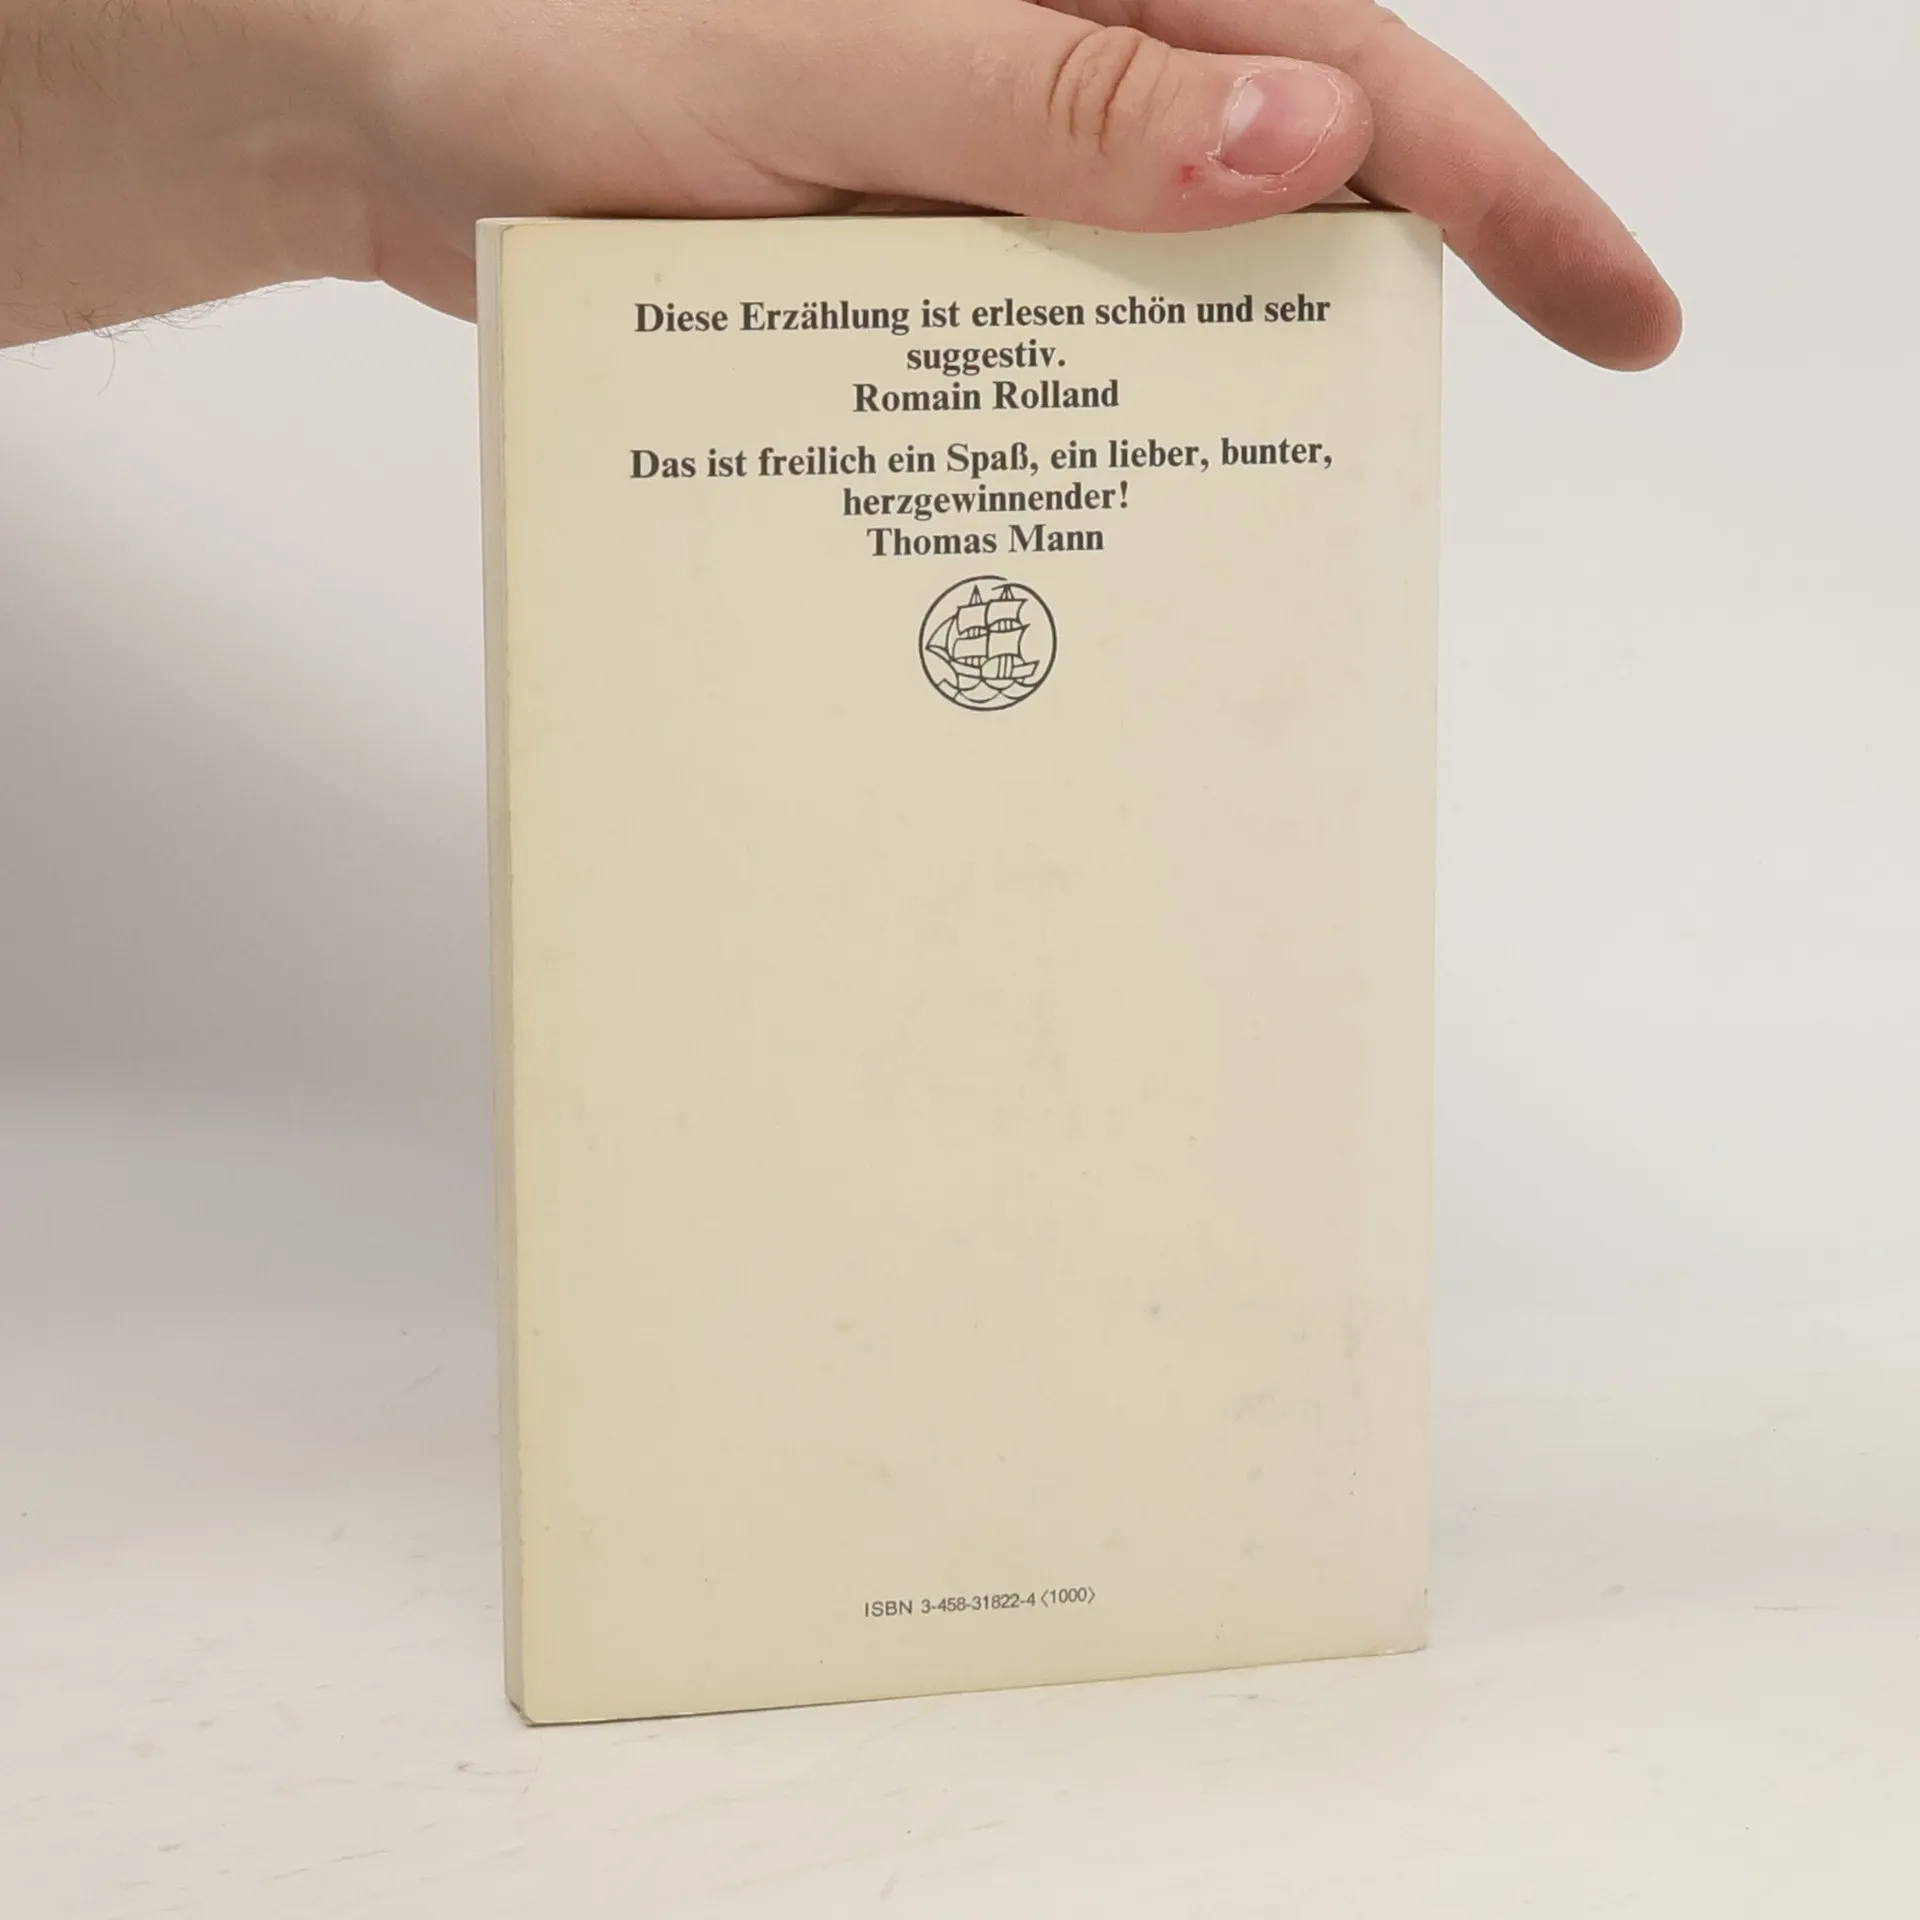 Diese Erzählung ist erlesen schön und sehr
suggestiv.
Romain Rolland
Das ist freilich ein Spaß, ein lieber, bunter,
herzgewinnender!
Thomas Mann
ISBN 3-458-31822-4 〈1000〉